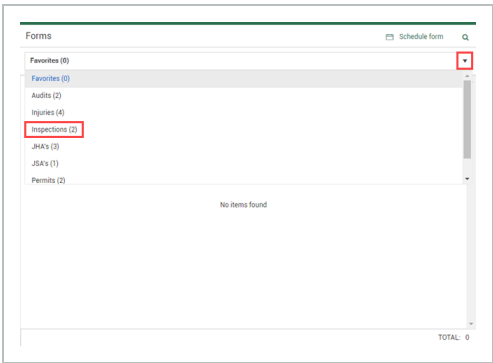 Forms
Schedule form
Favorites (0)
Favorites (0)
Audits (2)
Injuries (4)
Inspections (2)
JHA's (3)
JSA's (1)
Permits (2)
No items found
TOTAL: 0